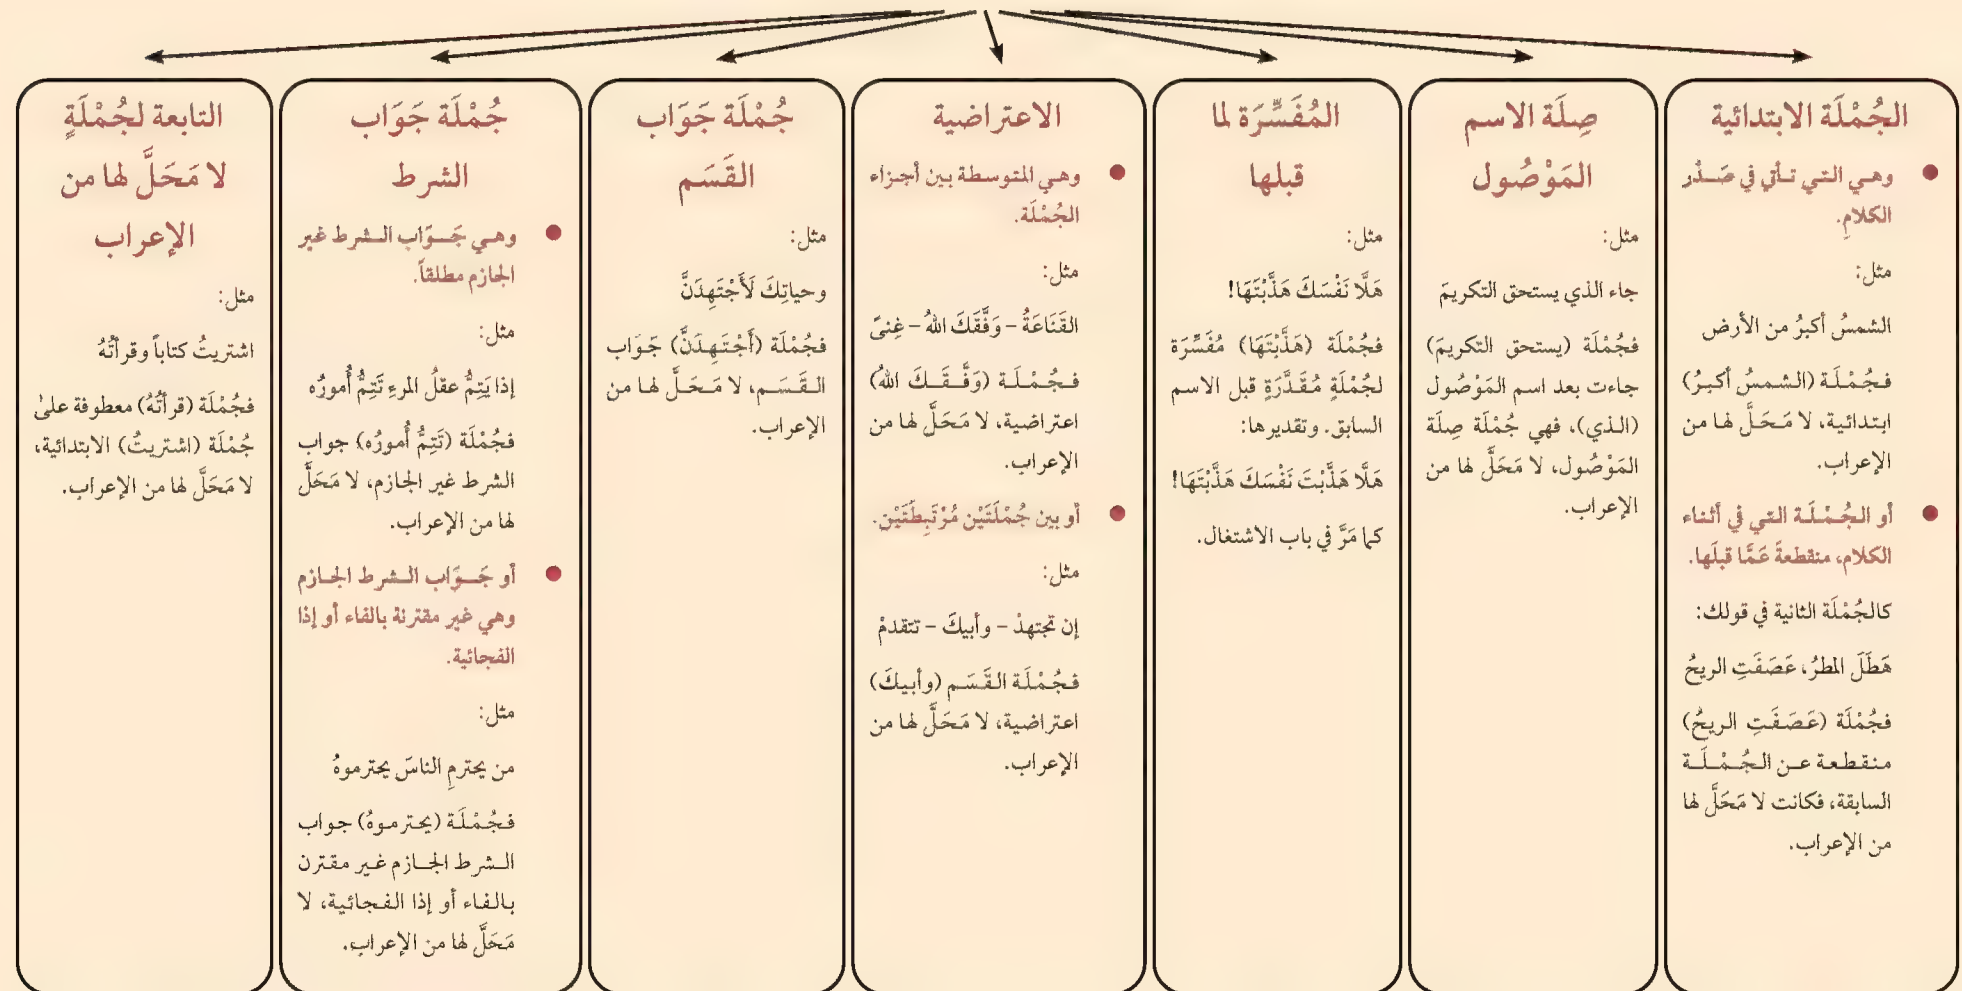 الجُمْلَة الابتدائية
● وهي التي تأتي في صَدْر
الكلامِ.
مثل:
الشمسُ أكبرُ من الأرض
فجُمْلَة (الشمسُ أكبرُ)
ابتدائية، لا مَحَلَّ لها من
الإعراب.
● أو الجُمْلَة التي في أثناء
الكلام، منقطعةً عَمَّا قبلَها.
كالجُمْلَة الثانية في قولك:
هَطَلَ المطرُ، عَصَفَتِ الريحُ
فجُمْلَة (عَصَفَتِ الريحُ)
منقطعة عن الجُمْلَة
السابقة، فكانت لا مَحَلَّ لها
من الإعراب.
صِلَة الاسم
المَوْصُول
مثل:
جاء الذي يستحق التكريمَ
فجُمْلَة (يستحق التكريمَ)
جاءت بعد اسم المَوْصُول
(الذي)، فهي جُمْلَة صِلَة
المَوْصُول، لا مَحَلَّ لها من
الإعراب.
المُفَسِّرَة لما
قبلها
مثل:
هَلَّا نَفْسَكَ هَذَّبْتَهَا!
فجُمْلَة (هَذَّبْتَهَا) مُفَسِّرَة
لجُمْلَةٍ مُقَدَّرَةٍ قبل الاسم
السابق. وتقديرها:
هَلَّا هَذَّبْتَ نَفْسَكَ هَذَّبْتَهَا!
كما مَرَّ في باب الاشتغال.
الاعتراضية
● وهي المتوسطة بين أجزاء
الجُمْلَة.
مثل:
القَنَاعَةُ - وَفَّقَكَ اللهُ - غِنىً
فجُمْلَة (وَفَّقَكَ اللهُ)
اعتراضية، لا مَحَلَّ لها من
الإعراب.
● أو بين جُمْلَتَيْن مُرْتَبِطَتَيْن.
مثل:
إن تجتهدْ - وأبيكَ - تتقدمْ
فجُمْلَة القَسَم (وأبيكَ)
اعتراضية، لا مَحَلَّ لها من
الإعراب.
جُمْلَة جَوَاب
القَسَم
مثل:
وحياتِكَ لَأَجْتَهِدَنَّ
فجُمْلَة (أَجْتَهِدَنَّ) جَوَاب
القَسَم، لا مَحَلَّ لها من
الإعراب.
جُمْلَة جَوَاب
الشرط
● وهي جَوَاب الشرط غير
الجازم مطلقاً.
مثل:
إذا يَتِمُّ عقلُ المرءِ تَتِمُّ أُمورُه
فجُمْلَة (تَتِمُّ أُمورُه) جواب
الشرط غير الجازم، لا مَحَلَّ
لها من الإعراب.
● أو جَوَاب الشرط الجازم
وهي غير مقترنة بالفاء أو إذا
الفجائية.
مثل:
من يحترمِ الناسَ يحترموهُ
فجُمْلَة (يحترموهُ) جواب
الشرط الجازم غير مقترن
بالفاء أو إذا الفجائية، لا
مَحَلَّ لها من الإعراب.
التابعة لجُمْلَةٍ
لا مَحَلَّ لها من
الإعراب
مثل:
اشتريتُ كتاباً وقرأتُهُ
فجُمْلَة (قرأتُهُ) معطوفة علىٰ
جُمْلَة (اشتريتُ) الابتدائية،
لا مَحَلَّ لها من الإعراب.